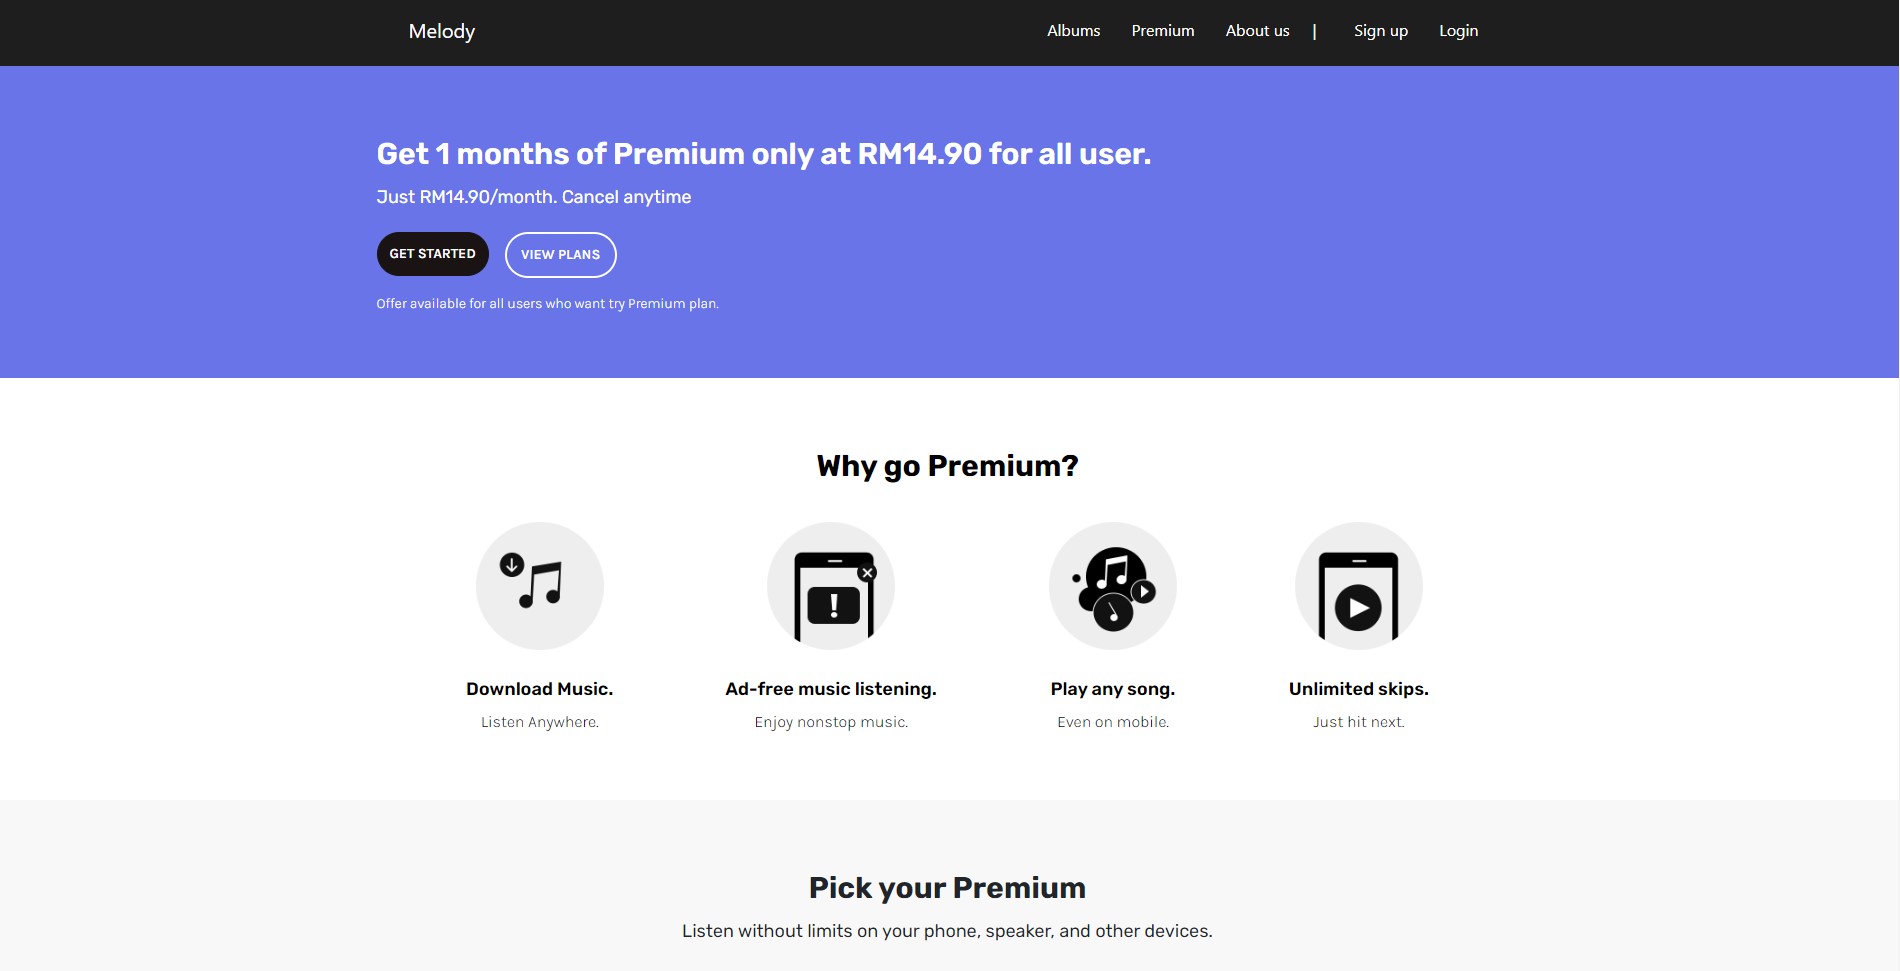 Melody
Albums Premium About us | Sign up Login
Get 1 months of Premium only at RM14.90 for all user.
Just RM14.90/month. Cancel anytime
GET STARTED VIEW PLANS
Offer available for all users who want try Premium plan.
Why go Premium?
Download Music. Ad-free music listening. Play any song. Unlimited skips.
Listen Anywhere. Enjoy nonstop music. Even on mobile. Just hit next.
Pick your Premium
Listen without limits on your phone, speaker, and other devices.